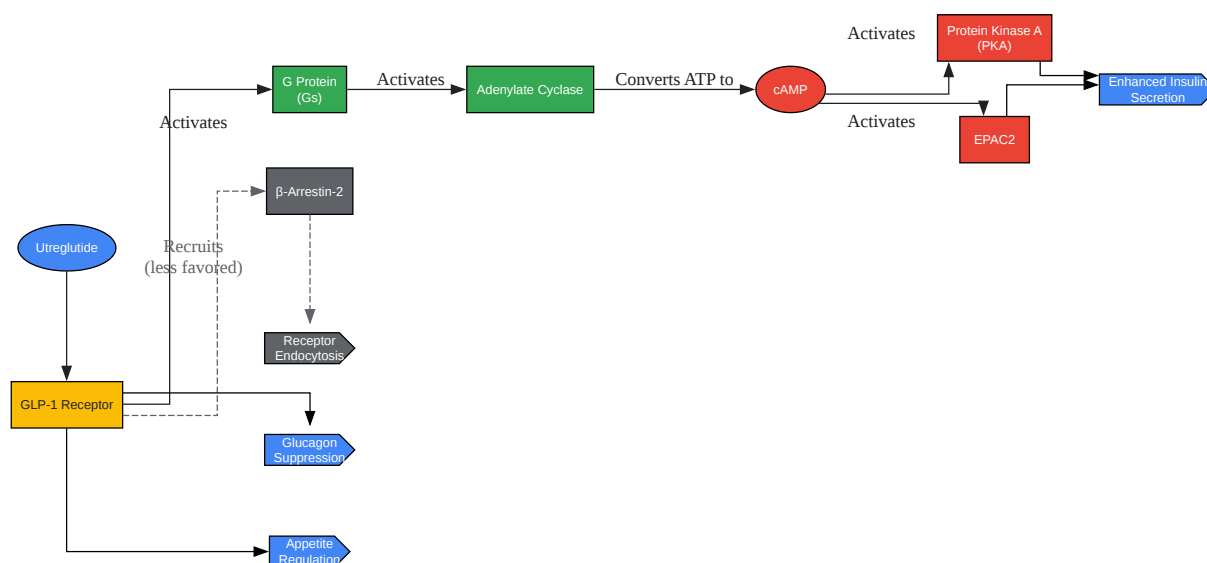 Activates
Protein Kinase A
(PKA)
G Protein
(Gs)
Activates
Adenylate Cyclase
Converts ATP to
cAMP
Enhanced Insulin
Secretion
Activates
Activates
EPAC2
β-Arrestin-2
Utreglutide
Recruits
(less favored)
Receptor
Endocytosis
GLP-1 Receptor
Glucagon
Suppression
Appetite
Regulation